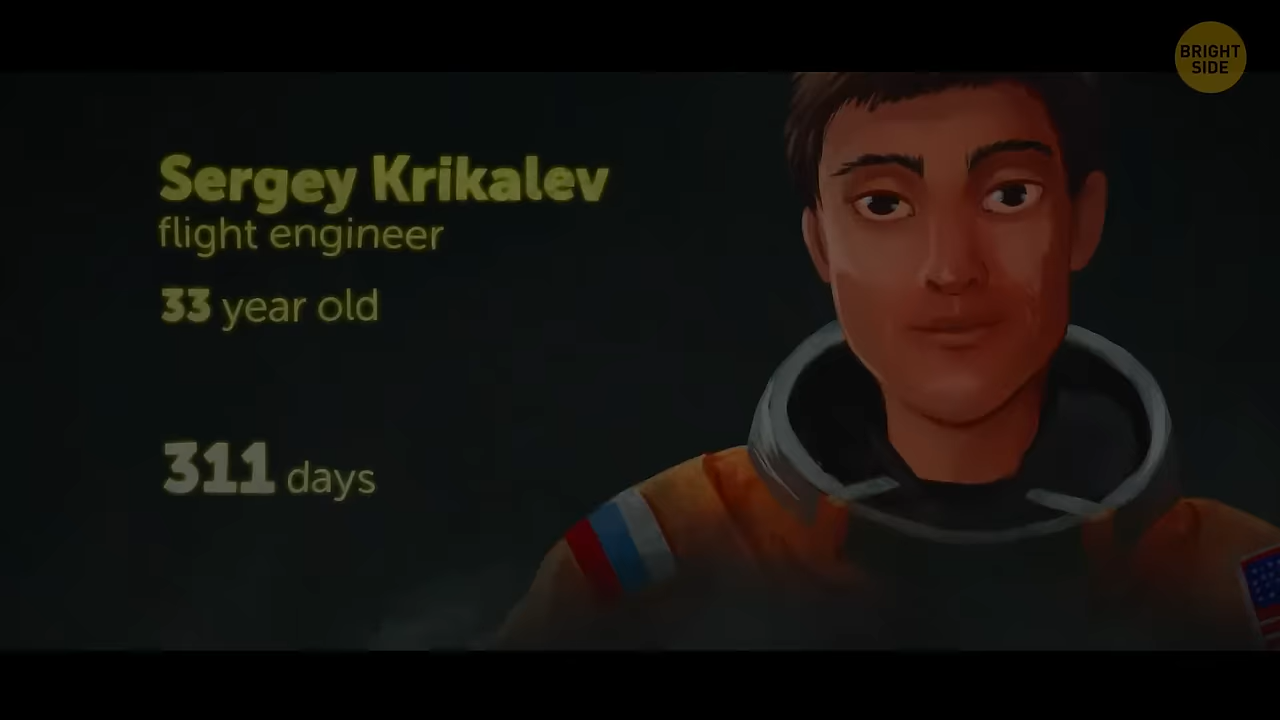 BRIGHT
SIDE
Sergey Krikalev
flight engineer
33 year old
311 days